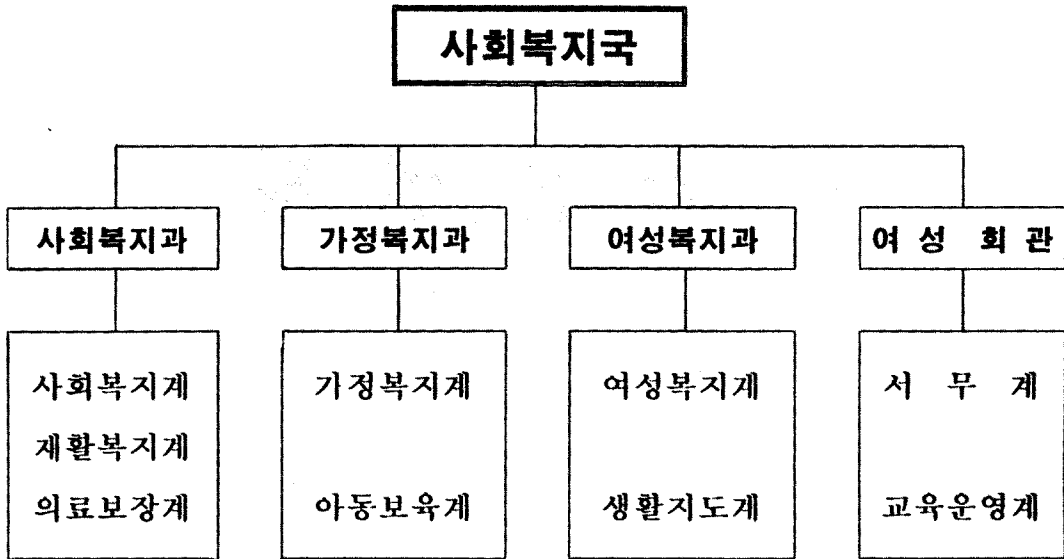 사회복지국
사회복지과 가정복지과 여성복지과 여 성 회 관
사회복지계 가정복지계 여성복지계 서 무 계
재활복지계
의료보장계 아동보육계 생활지도계 교육운영계